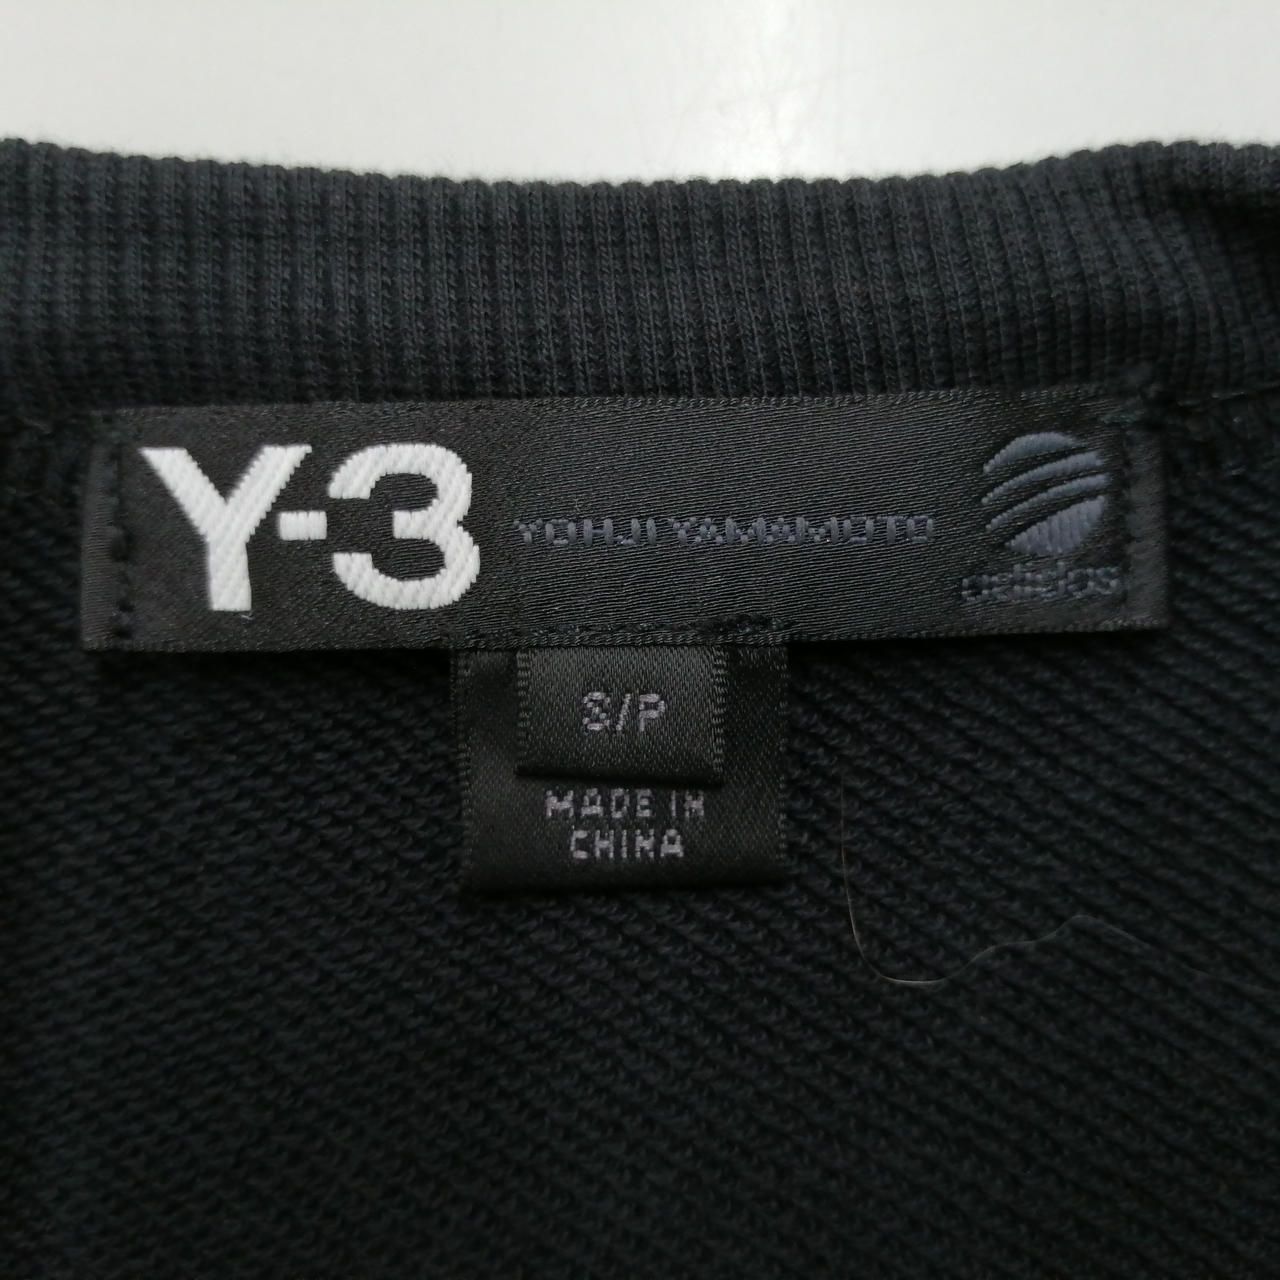 Y-3 YOHJI YAMAMOTO adidas
S/P
MADE IN
CHINA